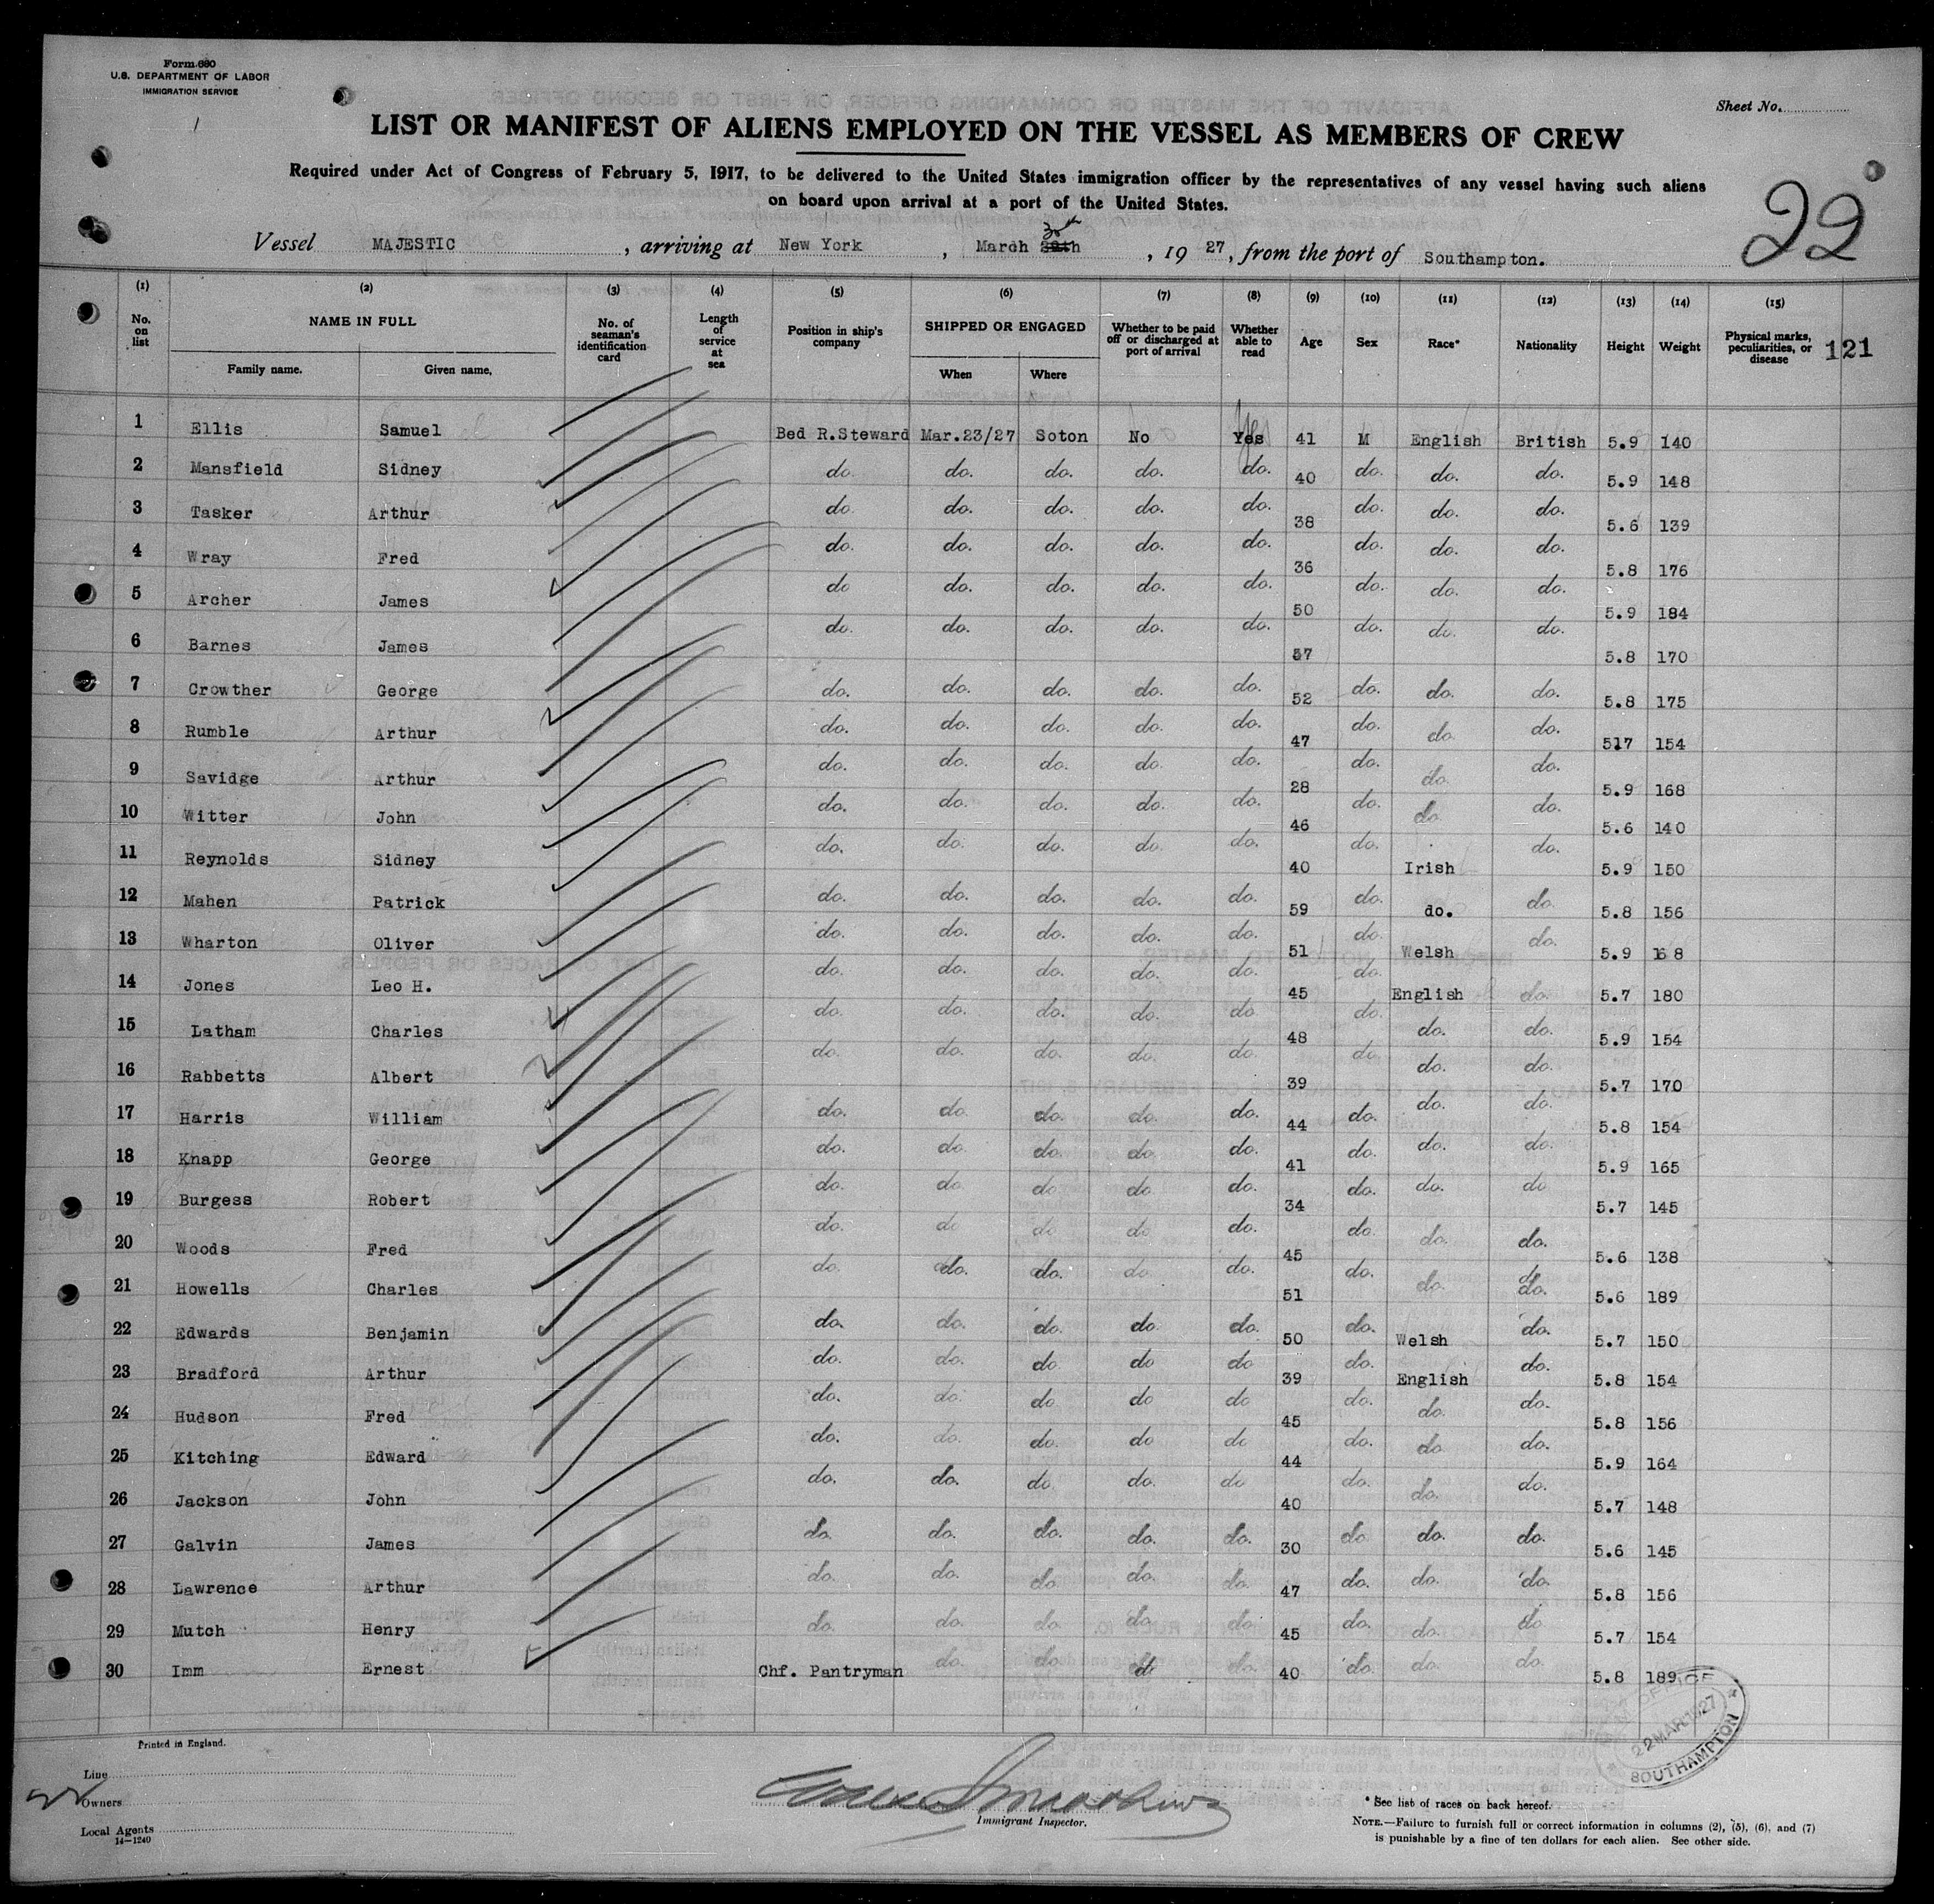 Form 680
U.S. DEPARTMENT OF LABOR
IMMIGRATION SERVICE
Sheet No.
LIST OR MANIFEST OF ALIENS EMPLOYED ON THE VESSEL AS MEMBERS OF CREW
Required under Act of Congress of February 5, 1917, to be delivered to the United States immigration officer by the representatives of any vessel having such aliens
on board upon arrival at a port of the United States.
22
Vessel MAJESTIC, arriving at New York, March 30th, 1927, from the port of Southampton.
(1) (2) (3) (4) (5) (6) (7) (8) (9) (10) (11) (12) (13) (14) (15)
No. on list NAME IN FULL Family name. Given name, No. of seaman's identification card Length of service at sea Position in ship's company SHIPPED OR ENGAGED When Where Whether to be paid off or discharged at port of arrival Whether able to read Age Sex Race* Nationality Height Weight Physical marks, peculiarities, or disease 121
1 Ellis Samuel Bed R.Steward Mar.23/27 Soton No Yes 41 M English British 5.9 140
2 Mansfield Sidney do. do. do. do. do. 40 do. do. do. 5.9 148
3 Tasker Arthur do. do. do. do. do. 38 do. do. do. 5.6 139
4 Wray Fred do. do. do. do. do. 36 do. do. do. 5.8 176
5 Archer James do do. do. do. do. 50 do. do. do. 5.9 184
6 Barnes James do. do. do. do. do. 37 do. do. do. 5.8 170
7 Crowther George do. do. do. do. do. 52 do. do. do. 5.8 175
8 Rumble Arthur do. do. do. do. do. 47 do. do. do. 517 154
9 Savidge Arthur do. do. do. do. do. 28 do. do. do. 5.9 168
10 Witter John do. do. do. do. do. 46 do. do. do. 5.6 140
11 Reynolds Sidney do. do. do. do. do. 40 do. Irish do. 5.9 150
12 Mahen Patrick do. do. do. do. do. 59 do. do. do. 5.8 156
13 Wharton Oliver do. do. do. do. do. 51 do. Welsh do. 5.9 168
14 Jones Leo H. do. do. do. do. do. 45 do. English do. 5.7 180
15 Latham Charles do. do. do. do. do. 48 do. do. do. 5.9 154
16 Rabbetts Albert do. do. do. do. do. 39 do. do. do. 5.7 170
17 Harris William do. do. do. do. do. 44 do. do. do. 5.8 154
18 Knapp George do. do. do. do. do. 41 do. do. do. 5.9 165
19 Burgess Robert do. do. do do do. 34 do. do. do 5.7 145
20 Woods Fred do. do do do do. 45 do. do. do. 5.6 138
21 Howells Charles do. do. do. do do. 51 do. do. do. 5.6 189
22 Edwards Benjamin do. do. do. do do. 50 do. Welsh do. 5.7 150
23 Bradford Arthur do. do. do. do do 39 do. English do. 5.8 154
24 Hudson Fred do. do. do do do 45 do. do. do. 5.8 156
25 Kitching Edward do. do. do. do do 44 do. do do. 5.9 164
26 Jackson John do. do. do do. do 40 do. do. do. 5.7 148
27 Galvin James do. do. do. do. do. 30 do do. do. 5.6 145
28 Lawrence Arthur do. do. do. do. do. 47 do. do. do. 5.8 156
29 Mutch Henry do. do. do. do. do. 45 do. do. do 5.7 154
30 Imm Ernest Chf. Pantryman do. do. do. do. 40 do. do. do. 5.8 189
OFFICE
22 MAR 1927
SOUTHAMPTON
Printed in England.
Line
Owners
Local Agents
14—1240
Immigrant Inspector.
* See list of races on back hereof.
NOTE.—Failure to furnish full or correct information in columns (2), (5), (6), and (7)
is punishable by a fine of ten dollars for each alien. See other side.